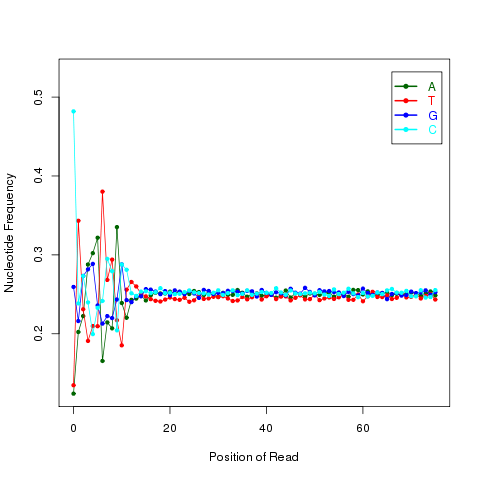 A
T
G
C
0.5
0.4
0.3
0.2
Nucleotide Frequency
0 20 40 60
Position of Read